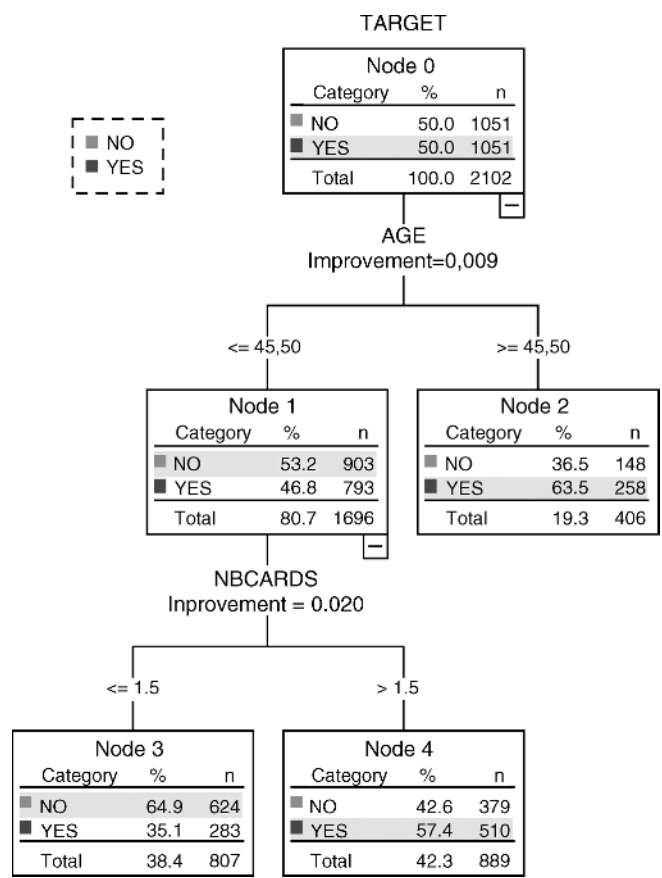 TARGET
Node 0
Category % n
NO 50.0 1051
YES 50.0 1051
Total 100.0 2102
NO
YES
AGE
Improvement=0,009
<= 45,50
>= 45,50
Node 1
Category % n
NO 53.2 903
YES 46.8 793
Total 80.7 1696
Node 2
Category % n
NO 36.5 148
YES 63.5 258
Total 19.3 406
NBCARDS
Inprovement = 0.020
<= 1.5
> 1.5
Node 3
Category % n
NO 64.9 624
YES 35.1 283
Total 38.4 807
Node 4
Category % n
NO 42.6 379
YES 57.4 510
Total 42.3 889